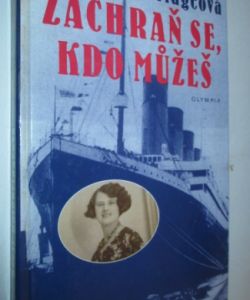 ZACHRAŇ SE,
KDO MŮŽEŠ
OLYMPIA